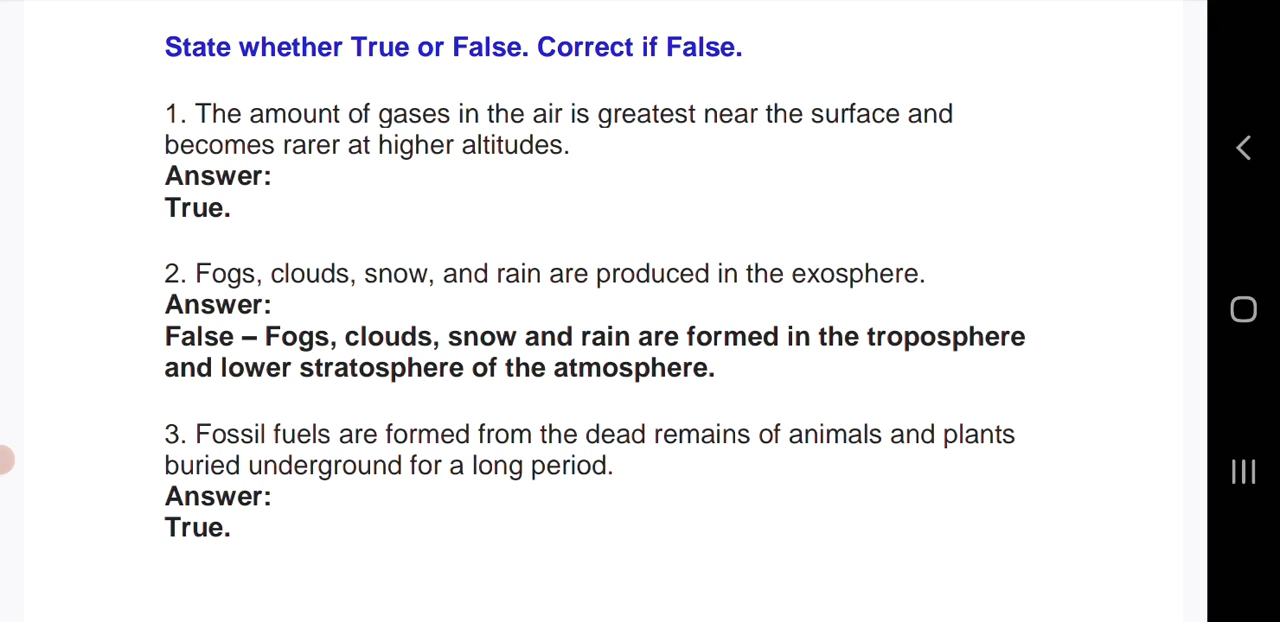 State whether True or False. Correct if False.
1. The amount of gases in the air is greatest near the surface and
becomes rarer at higher altitudes.
Answer:
True.
2. Fogs, clouds, snow, and rain are produced in the exosphere.
Answer:
False – Fogs, clouds, snow and rain are formed in the troposphere
and lower stratosphere of the atmosphere.
3. Fossil fuels are formed from the dead remains of animals and plants
buried underground for a long period.
Answer:
True.